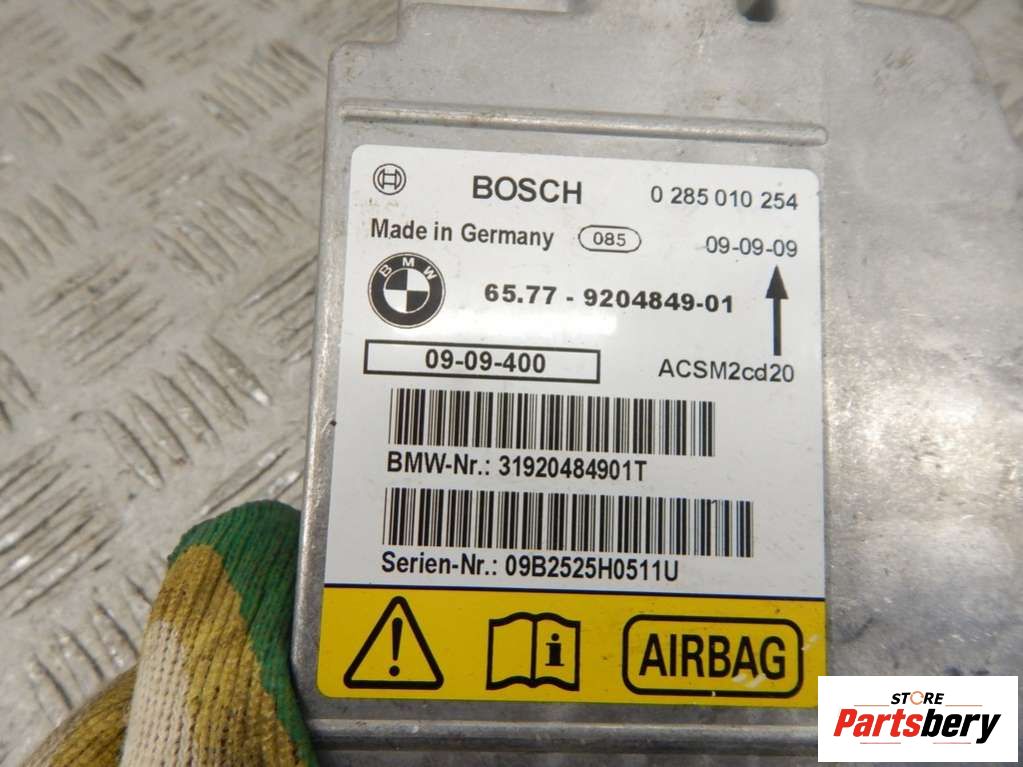 BOSCH 0 285 010 254
Made in Germany 085 09-09-09
BMW 65.77 - 9204849-01
09-09-400 ACSM2cd20
BMW-Nr.: 31920484901T
Serien-Nr.: 09B2525H0511U
AIRBAG
STORE
Partsbery